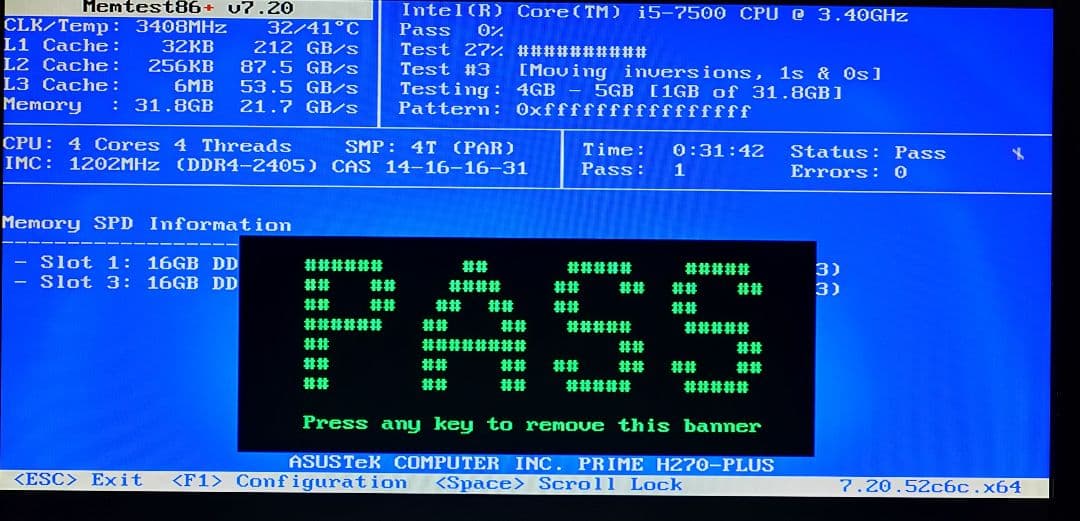 Memtest86+ v7.20
Intel(R) Core(TM) i5-7500 CPU @ 3.40GHz
CLK/Temp: 3408MHz 32/41°C
Pass 0%
L1 Cache: 32KB 212 GB/s
Test 27% ##########
L2 Cache: 256KB 87.5 GB/s
Test #3 [Moving inversions, 1s & 0s]
L3 Cache: 6MB 53.5 GB/s
Testing: 4GB - 5GB [1GB of 31.8GB]
Memory : 31.8GB 21.7 GB/s
Pattern: 0xffffffffffffffff
CPU: 4 Cores 4 Threads SMP: 4T (PAR)
Time: 0:31:42 Status: Pass
IMC: 1202MHz (DDR4-2405) CAS 14-16-16-31
Pass: 1 Errors: 0
Memory SPD Information
- Slot 1: 16GB DD 3)
- Slot 3: 16GB DD 3)
PASS
Press any key to remove this banner
ASUSTeK COMPUTER INC. PRIME H270-PLUS
<ESC> Exit <F1> Configuration <Space> Scroll Lock 7.20.52c6c.x64